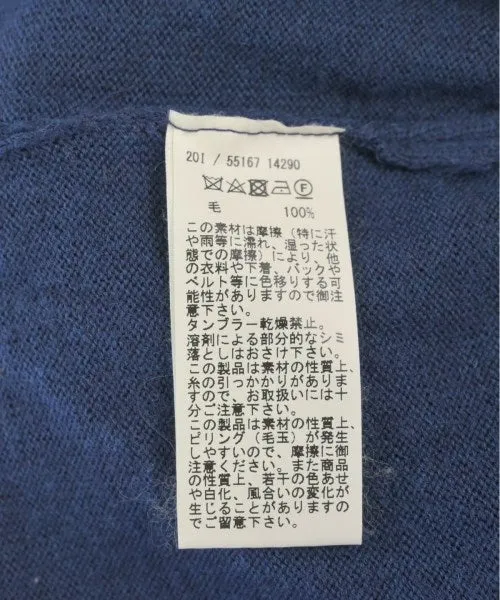 20I / 55167 14290
毛 100%
この素材は摩擦（特に汗
や雨等に濡れ、湿った状
態での摩擦）により、他
の衣料や下着、バックや
ベルト等に色移りする可
能性がありますので御注
意下さい。
タンブラー乾燥禁止。
溶剤による部分的なシミ
落としはおさけ下さい。
この製品は素材の性質上、
糸の引っかかりがありま
すので、お取扱いには十
分ご注意下さい。
この製品は素材の性質上、
ピリング（毛玉）が発生
しやすいので、摩擦に御
注意ください。また商品
の性質上、若干の色あせ
や白化、風合いの変化が
生じることがありますの
でご留意下さい。